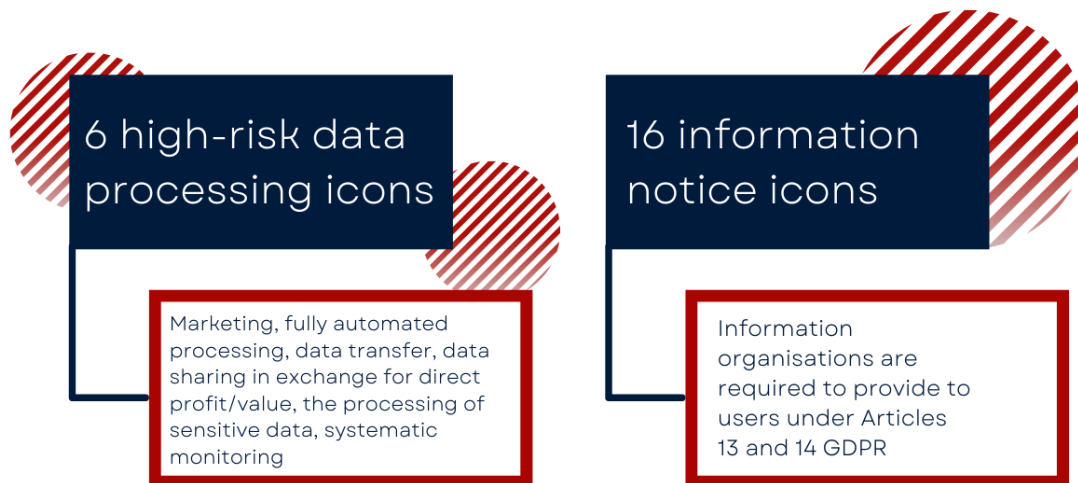 6 high-risk data
processing icons
Marketing, fully automated
processing, data transfer, data
sharing in exchange for direct
profit/value, the processing of
sensitive data, systematic
monitoring
16 information
notice icons
Information
organisations are
required to provide to
users under Articles
13 and 14 GDPR